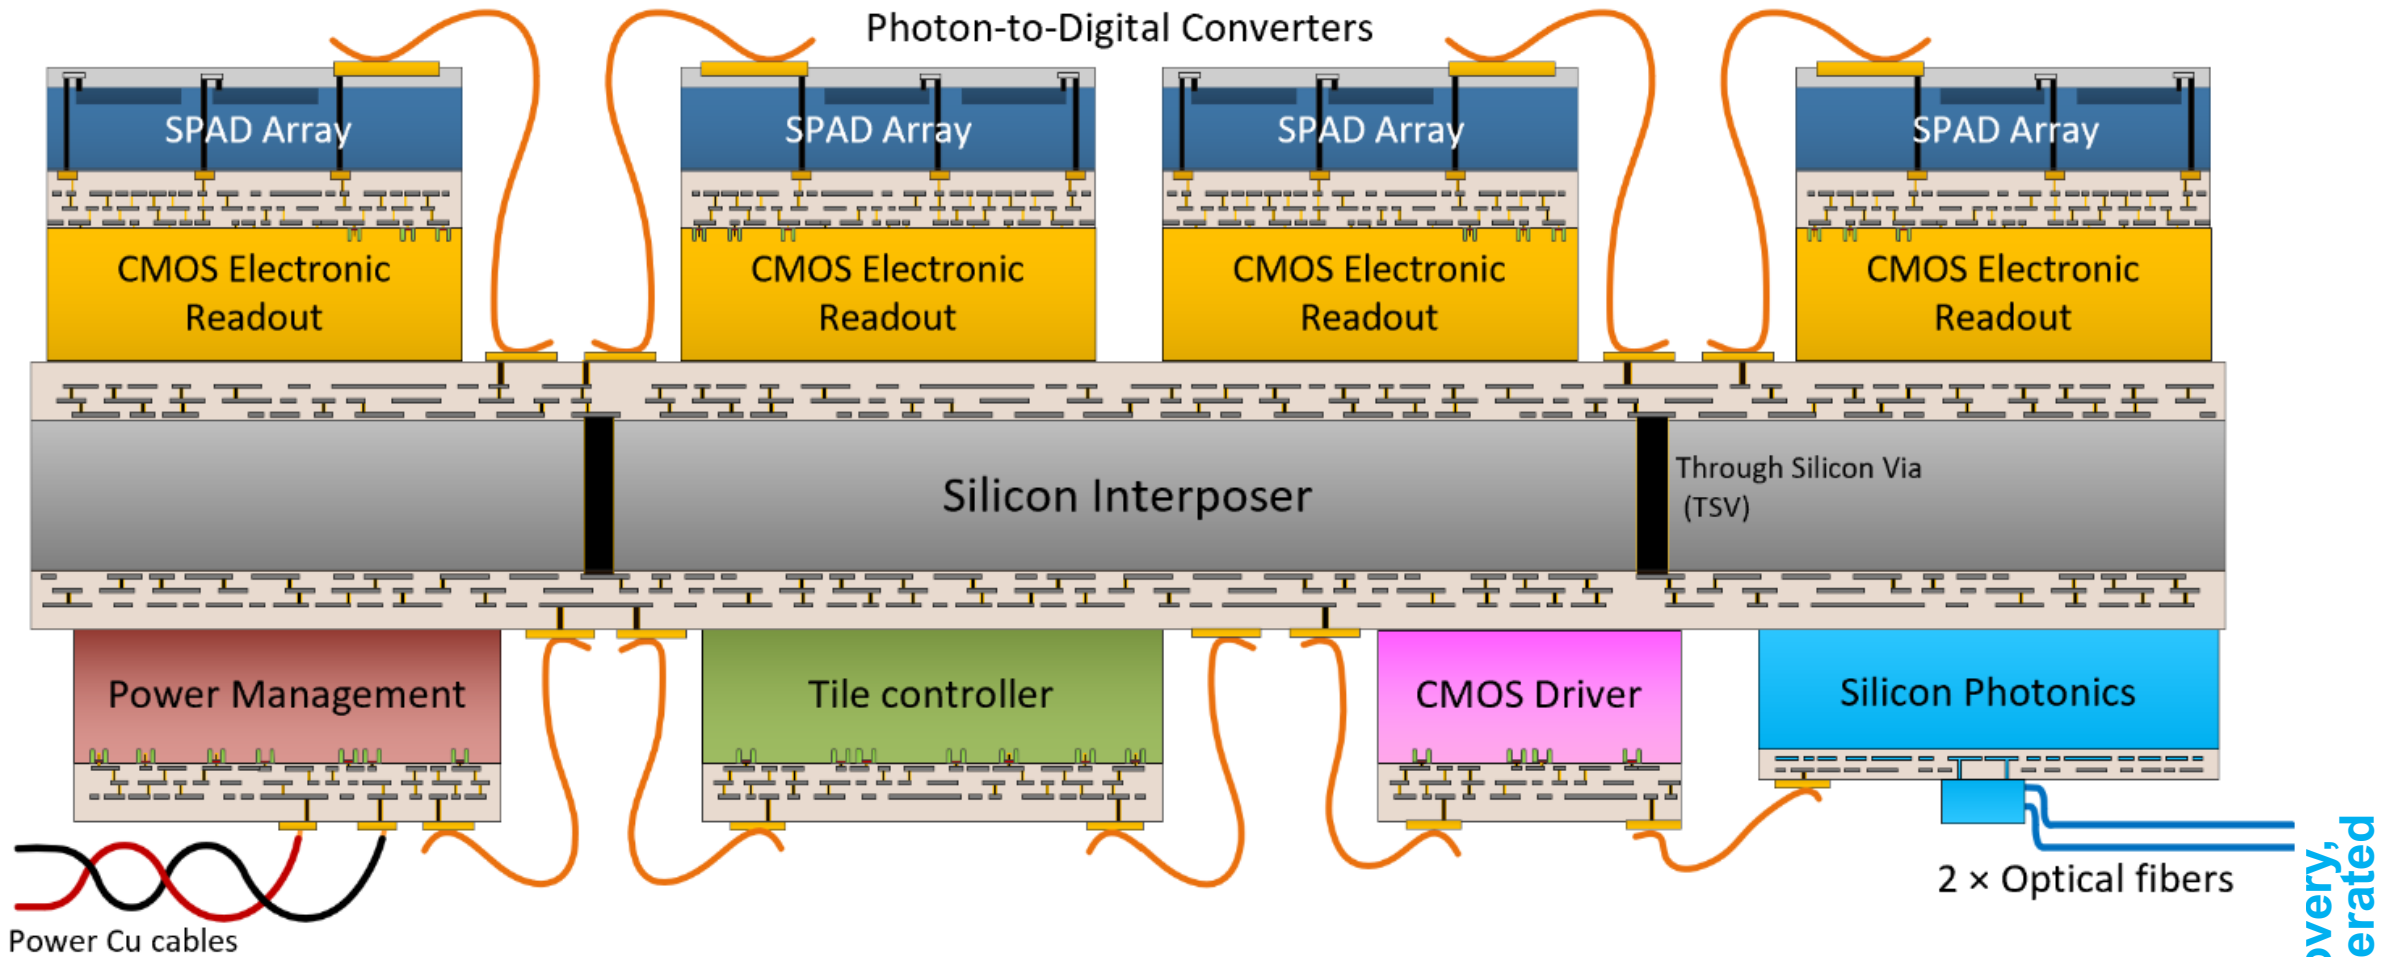 Photon-to-Digital Converters
SPAD Array
SPAD Array
SPAD Array
SPAD Array
CMOS Electronic
Readout
CMOS Electronic
Readout
CMOS Electronic
Readout
CMOS Electronic
Readout
Silicon Interposer
Through Silicon Via
(TSV)
Power Management
Tile controller
CMOS Driver
Silicon Photonics
2 × Optical fibers
Power Cu cables